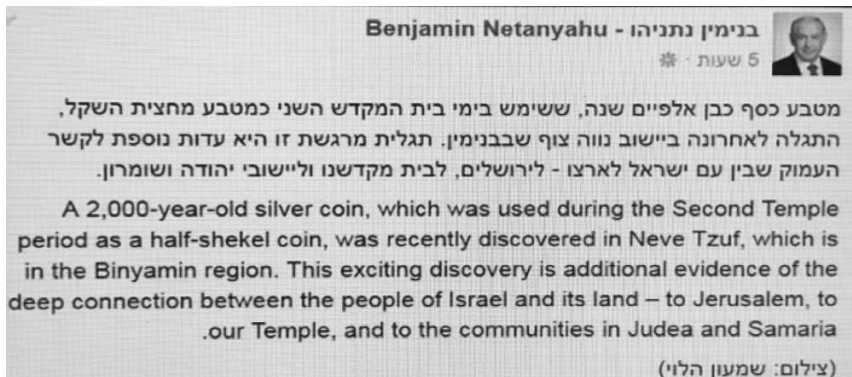 Benjamin Netanyahu - בנימין נתניהו
5 שעות ·
מטבע כסף כבן אלפיים שנה, ששימש בימי בית המקדש השני כמטבע מחצית השקל,
התגלה לאחרונה ביישוב נווה צוף שבבנימין. תגלית מרגשת זו היא עדות נוספת לקשר
העמוק שבין עם ישראל לארצו - לירושלים, לבית מקדשנו וליישובי יהודה ושומרון.
A 2,000-year-old silver coin, which was used during the Second Temple
period as a half-shekel coin, was recently discovered in Neve Tzuf, which is
in the Binyamin region. This exciting discovery is additional evidence of the
deep connection between the people of Israel and its land – to Jerusalem, to
.our Temple, and to the communities in Judea and Samaria
(צילום: שמעון הלוי)